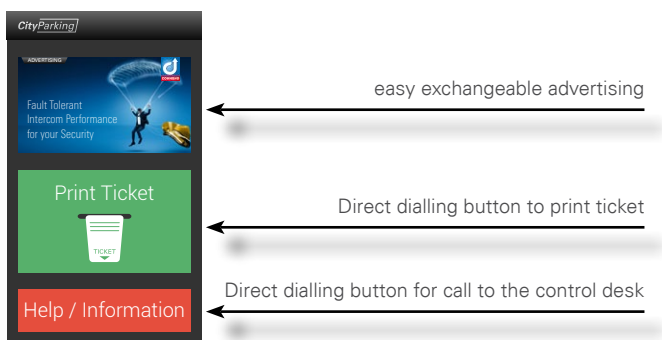 CityParking
ADVERTISING
COMMEND
Fault Tolerant
Intercom Performance
for your Security
easy exchangeable advertising
Print Ticket
TICKET
Direct dialling button to print ticket
Direct dialling button for call to the control desk
Help / Information